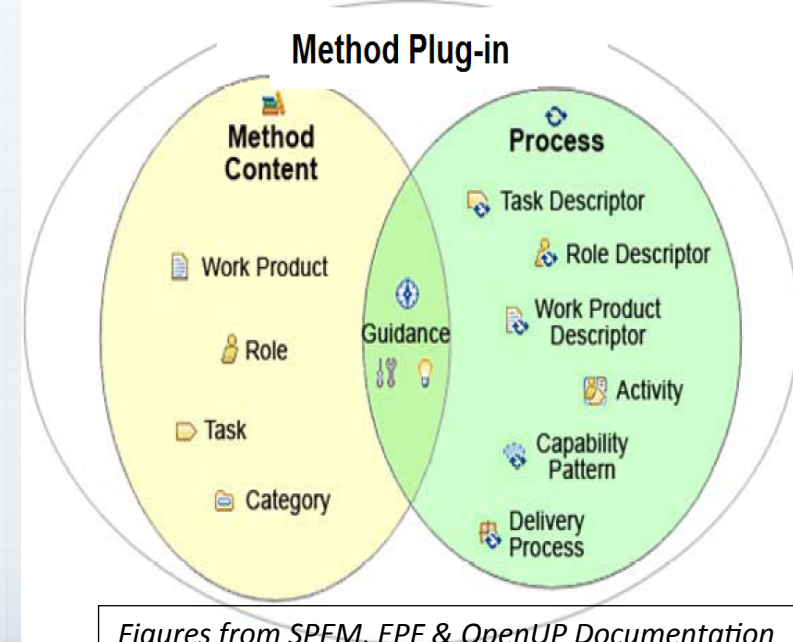 Method Plug-in
Method
Content
Work Product
Role
Task
Category
Guidance
Process
Task Descriptor
Role Descriptor
Work Product
Descriptor
Activity
Capability
Pattern
Delivery
Process
Figures from SPEM, EPF & OpenUP Documentation